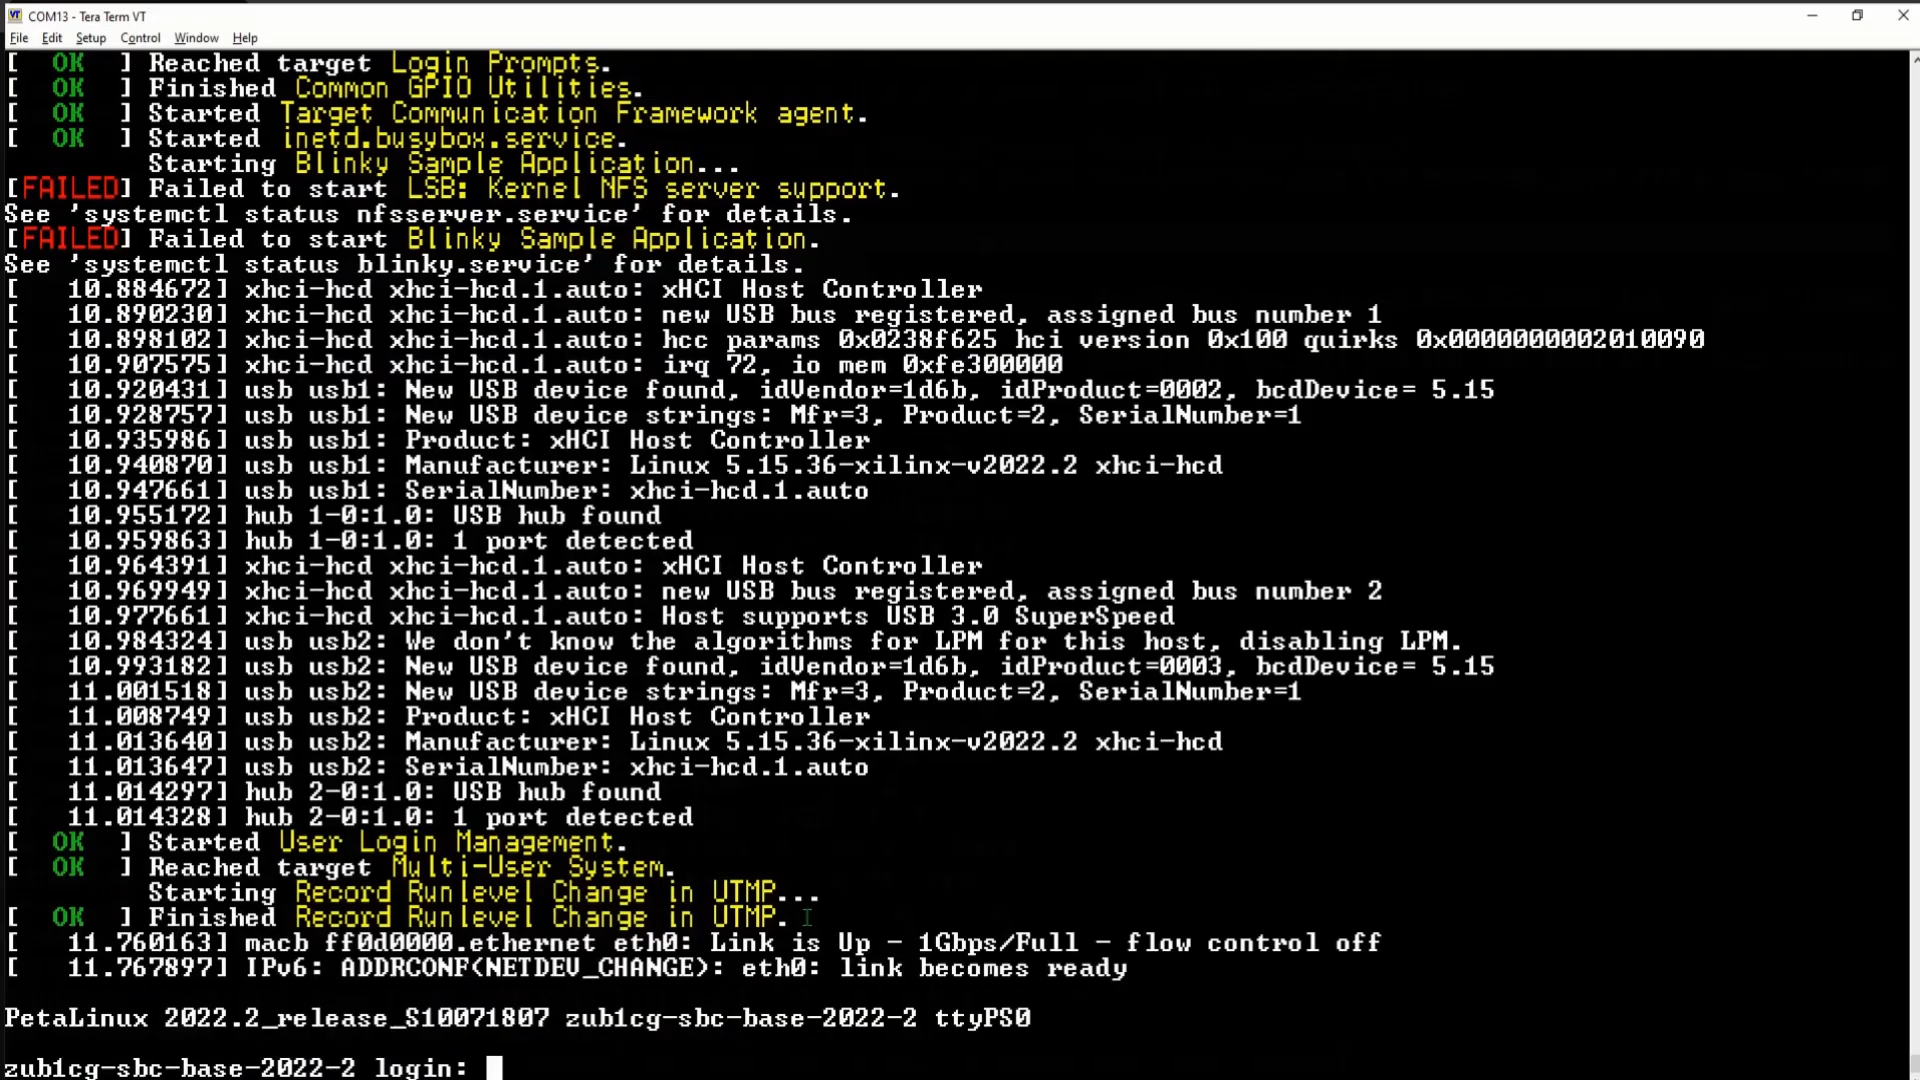 COM13 - Tera Term VT
File Edit Setup Control Window Help
[  OK  ] Reached target Login Prompts.
[  OK  ] Finished Common GPIO Utilities.
[  OK  ] Started Target Communication Framework agent.
[  OK  ] Started inetd.busybox.service.
Starting Blinky Sample Application...
[FAILED] Failed to start LSB: Kernel NFS server support.
See 'systemctl status nfsserver.service' for details.
[FAILED] Failed to start Blinky Sample Application.
See 'systemctl status blinky.service' for details.
[   10.884672] xhci-hcd xhci-hcd.1.auto: xHCI Host Controller
[   10.890230] xhci-hcd xhci-hcd.1.auto: new USB bus registered, assigned bus number 1
[   10.898102] xhci-hcd xhci-hcd.1.auto: hcc params 0x0238f625 hci version 0x100 quirks 0x0000000002010090
[   10.907575] xhci-hcd xhci-hcd.1.auto: irq 72, io mem 0xfe300000
[   10.920431] usb usb1: New USB device found, idVendor=1d6b, idProduct=0002, bcdDevice= 5.15
[   10.928757] usb usb1: New USB device strings: Mfr=3, Product=2, SerialNumber=1
[   10.935986] usb usb1: Product: xHCI Host Controller
[   10.940870] usb usb1: Manufacturer: Linux 5.15.36-xilinx-v2022.2 xhci-hcd
[   10.947661] usb usb1: SerialNumber: xhci-hcd.1.auto
[   10.955172] hub 1-0:1.0: USB hub found
[   10.959863] hub 1-0:1.0: 1 port detected
[   10.964391] xhci-hcd xhci-hcd.1.auto: xHCI Host Controller
[   10.969949] xhci-hcd xhci-hcd.1.auto: new USB bus registered, assigned bus number 2
[   10.977661] xhci-hcd xhci-hcd.1.auto: Host supports USB 3.0 SuperSpeed
[   10.984324] usb usb2: We don't know the algorithms for LPM for this host, disabling LPM.
[   10.993182] usb usb2: New USB device found, idVendor=1d6b, idProduct=0003, bcdDevice= 5.15
[   11.001518] usb usb2: New USB device strings: Mfr=3, Product=2, SerialNumber=1
[   11.008749] usb usb2: Product: xHCI Host Controller
[   11.013640] usb usb2: Manufacturer: Linux 5.15.36-xilinx-v2022.2 xhci-hcd
[   11.013647] usb usb2: SerialNumber: xhci-hcd.1.auto
[   11.014297] hub 2-0:1.0: USB hub found
[   11.014328] hub 2-0:1.0: 1 port detected
[  OK  ] Started User Login Management.
[  OK  ] Reached target Multi-User System.
Starting Record Runlevel Change in UTMP...
[  OK  ] Finished Record Runlevel Change in UTMP.
[   11.760163] macb ff0d0000.ethernet eth0: Link is Up - 1Gbps/Full - flow control off
[   11.767897] IPv6: ADDRCONF(NETDEV_CHANGE): eth0: link becomes ready
PetaLinux 2022.2_release_S10071807 zub1cg-sbc-base-2022-2 ttyPS0
zub1cg-sbc-base-2022-2 login: